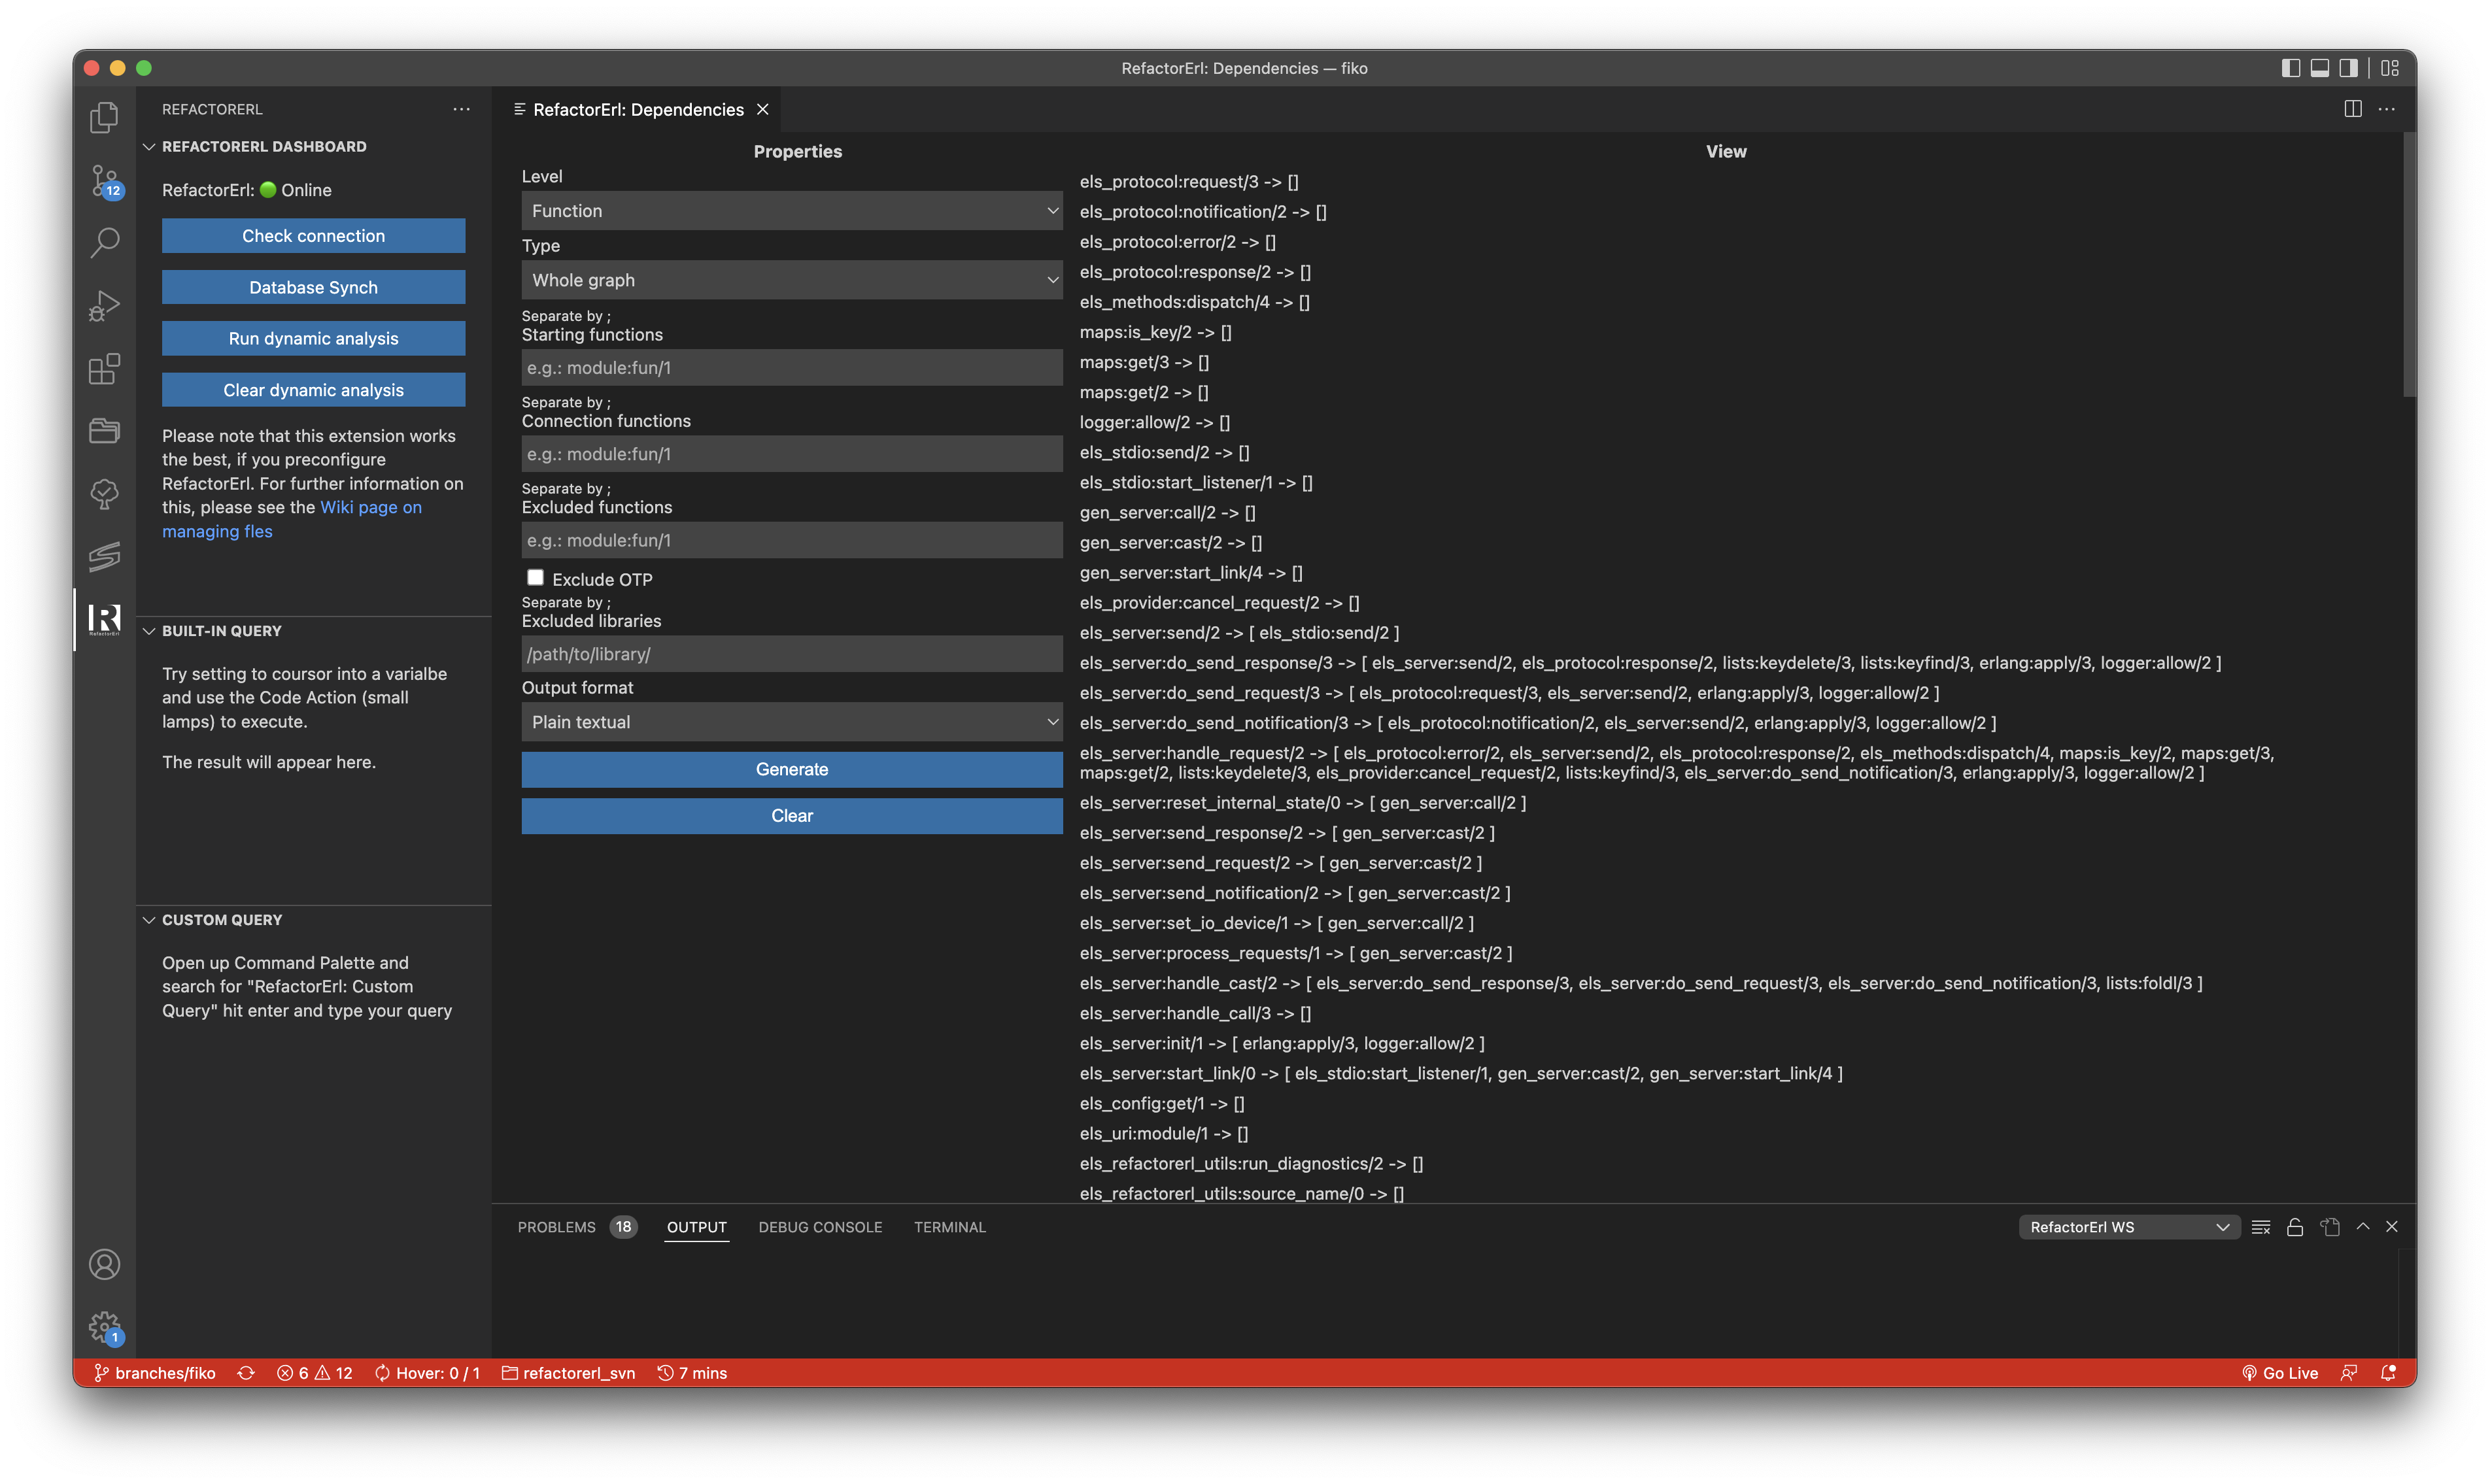 RefactorErl: Dependencies — fiko
REFACTORERL
REFACTORERL DASHBOARD
RefactorErl: Online
Check connection
Database Synch
Run dynamic analysis
Clear dynamic analysis
Please note that this extension works
the best, if you preconfigure
RefactorErl. For further information on
this, please see the Wiki page on
managing fles
BUILT-IN QUERY
Try setting to coursor into a varialbe
and use the Code Action (small
lamps) to execute.
The result will appear here.
CUSTOM QUERY
Open up Command Palette and
search for "RefactorErl: Custom
Query" hit enter and type your query
12
RefactorErl
1
RefactorErl: Dependencies
Properties
Level
Function
Type
Whole graph
Separate by ;
Starting functions
e.g.: module:fun/1
Separate by ;
Connection functions
e.g.: module:fun/1
Separate by ;
Excluded functions
e.g.: module:fun/1
Exclude OTP
Separate by ;
Excluded libraries
/path/to/library/
Output format
Plain textual
Generate
Clear
View
els_protocol:request/3 -> []
els_protocol:notification/2 -> []
els_protocol:error/2 -> []
els_protocol:response/2 -> []
els_methods:dispatch/4 -> []
maps:is_key/2 -> []
maps:get/3 -> []
maps:get/2 -> []
logger:allow/2 -> []
els_stdio:send/2 -> []
els_stdio:start_listener/1 -> []
gen_server:call/2 -> []
gen_server:cast/2 -> []
gen_server:start_link/4 -> []
els_provider:cancel_request/2 -> []
els_server:send/2 -> [ els_stdio:send/2 ]
els_server:do_send_response/3 -> [ els_server:send/2, els_protocol:response/2, lists:keydelete/3, lists:keyfind/3, erlang:apply/3, logger:allow/2 ]
els_server:do_send_request/3 -> [ els_protocol:request/3, els_server:send/2, erlang:apply/3, logger:allow/2 ]
els_server:do_send_notification/3 -> [ els_protocol:notification/2, els_server:send/2, erlang:apply/3, logger:allow/2 ]
els_server:handle_request/2 -> [ els_protocol:error/2, els_server:send/2, els_protocol:response/2, els_methods:dispatch/4, maps:is_key/2, maps:get/3,
maps:get/2, lists:keydelete/3, els_provider:cancel_request/2, lists:keyfind/3, els_server:do_send_notification/3, erlang:apply/3, logger:allow/2 ]
els_server:reset_internal_state/0 -> [ gen_server:call/2 ]
els_server:send_response/2 -> [ gen_server:cast/2 ]
els_server:send_request/2 -> [ gen_server:cast/2 ]
els_server:send_notification/2 -> [ gen_server:cast/2 ]
els_server:set_io_device/1 -> [ gen_server:call/2 ]
els_server:process_requests/1 -> [ gen_server:cast/2 ]
els_server:handle_cast/2 -> [ els_server:do_send_response/3, els_server:do_send_request/3, els_server:do_send_notification/3, lists:foldl/3 ]
els_server:handle_call/3 -> []
els_server:init/1 -> [ erlang:apply/3, logger:allow/2 ]
els_server:start_link/0 -> [ els_stdio:start_listener/1, gen_server:cast/2, gen_server:start_link/4 ]
els_config:get/1 -> []
els_uri:module/1 -> []
els_refactorerl_utils:run_diagnostics/2 -> []
els_refactorerl_utils:source_name/0 -> []
PROBLEMS 18 OUTPUT DEBUG CONSOLE TERMINAL
RefactorErl WS
branches/fiko 6 12 Hover: 0 / 1 refactorerl_svn 7 mins
Go Live